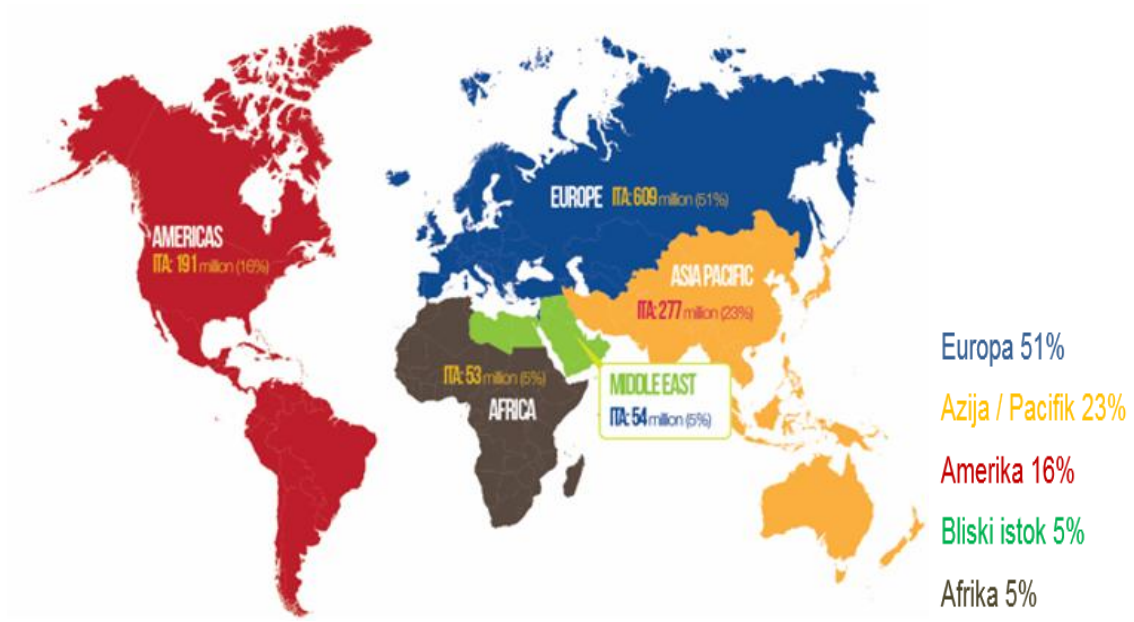 EUROPE ITA: 609 million (51%)
AMERICAS
ITA: 191 million (16%)
ASIA PACIFIC
ITA: 277 million (23%)
MIDDLE EAST
ITA: 54 million (5%)
ITA: 53 million (5%)
AFRICA
Europa 51%
Azija / Pacifik 23%
Amerika 16%
Bliski istok 5%
Afrika 5%